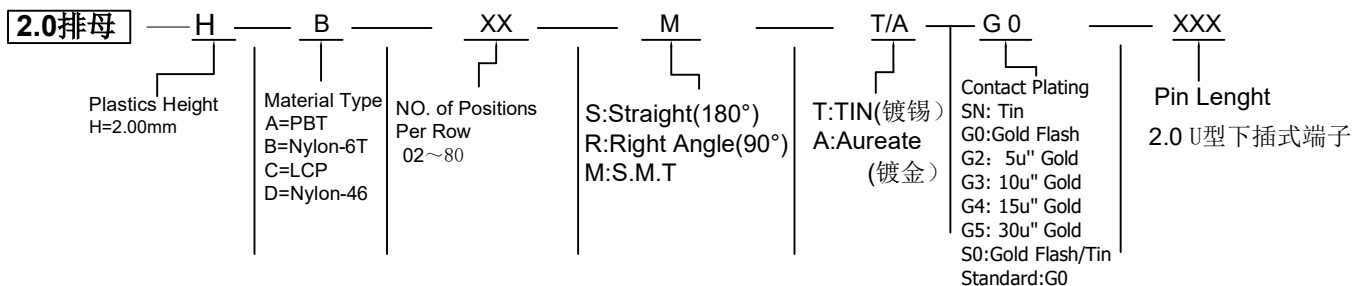 2.0排母 H B XX M T/A G 0 XXX
Plastics Height
H=2.00mm
Material Type
A=PBT
B=Nylon-6T
C=LCP
D=Nylon-46
NO. of Positions
Per Row
02～80
S:Straight(180°)
R:Right Angle(90°)
M:S.M.T
T:TIN(镀锡）
A:Aureate
(镀金）
Contact Plating
SN: Tin
G0:Gold Flash
G2： 5u" Gold
G3: 10u" Gold
G4: 15u" Gold
G5: 30u" Gold
S0:Gold Flash/Tin
Standard:G0
Pin Lenght
2.0 U型下插式端子